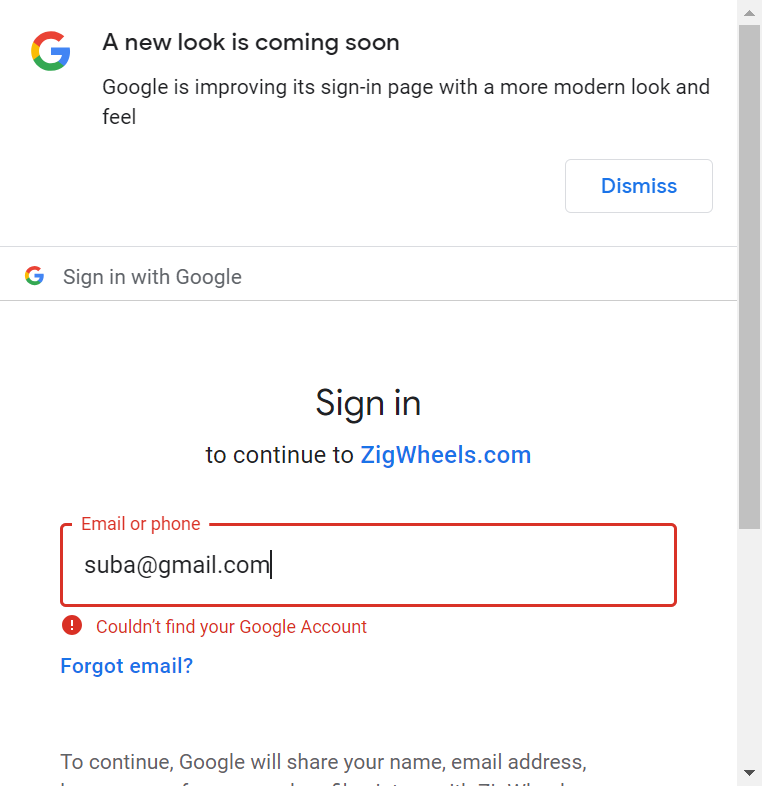 A new look is coming soon
Google is improving its sign-in page with a more modern look and
feel
Dismiss
Sign in with Google
Sign in
to continue to ZigWheels.com
Email or phone
suba@gmail.com
Couldn’t find your Google Account
Forgot email?
To continue, Google will share your name, email address,